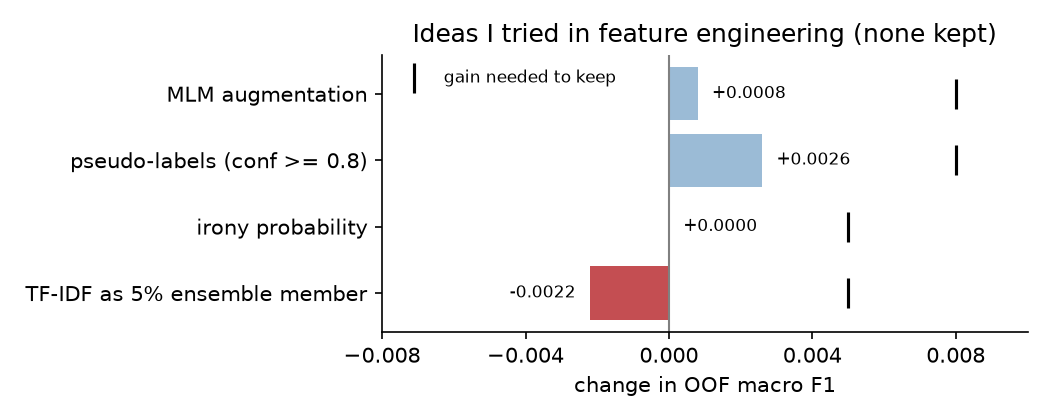 Ideas I tried in feature engineering (none kept)
gain needed to keep
MLM augmentation
+0.0008
pseudo-labels (conf >= 0.8)
+0.0026
irony probability
+0.0000
TF-IDF as 5% ensemble member
-0.0022
−0.008 −0.004 0.000 0.004 0.008
change in OOF macro F1